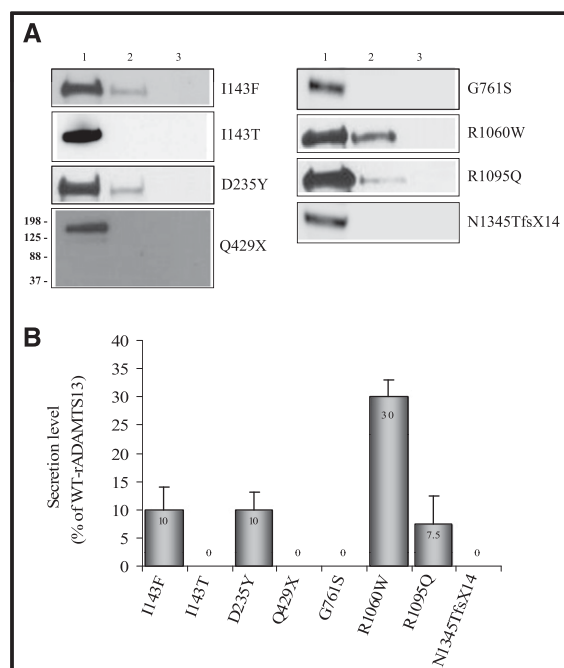 A
1 2 3
I143F
I143T
D235Y
198 -
125 -
88 -
37 -
Q429X
1 2 3
G761S
R1060W
R1095Q
N1345TfsX14
B
Secretion level
(% of WT-rADAMTS13)
40
35
30
25
20
15
10
5
0
10
0
10
0
0
30
7.5
0
I143F
I143T
D235Y
Q429X
G761S
R1060W
R1095Q
N1345TfsX14